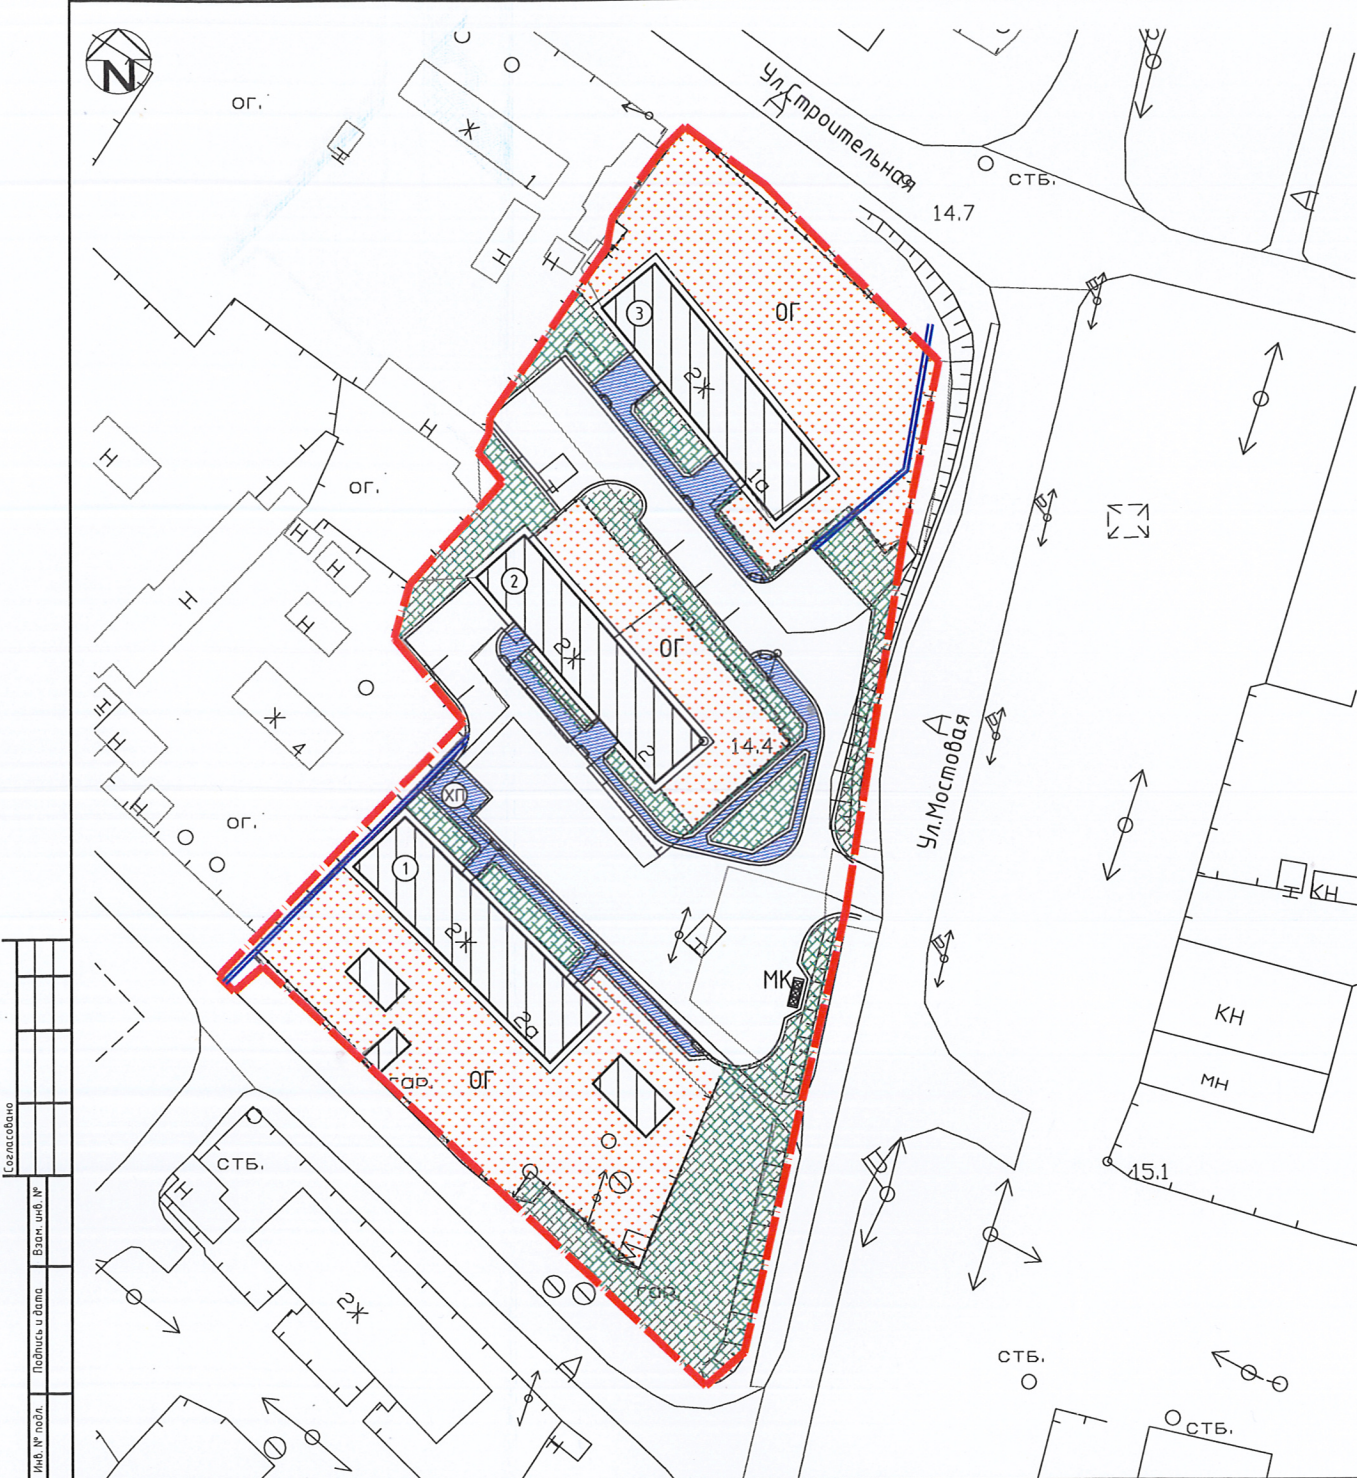 N
ОГ.
С
Ж
1
Н
Н
Н
Ул.Строительная
СТБ.
14.7
3
ОГ
2Ж
1а
Н
Н
ОГ.
Н
Н
Н
Н
2
2Ж
ОГ
2
14.4
Ул.Мостовая
Ж
4
Н
Н
Н
ОГ.
ХП
1
2Ж
2а
Н
МК
Н
КН
КН
МН
15.1
гар.
ОГ
гар.
СТБ.
Н
2Ж
Н
СТБ.
СТБ.
Согласовано
Взам. инв. №
Подпись и дата
Инв. № подл.